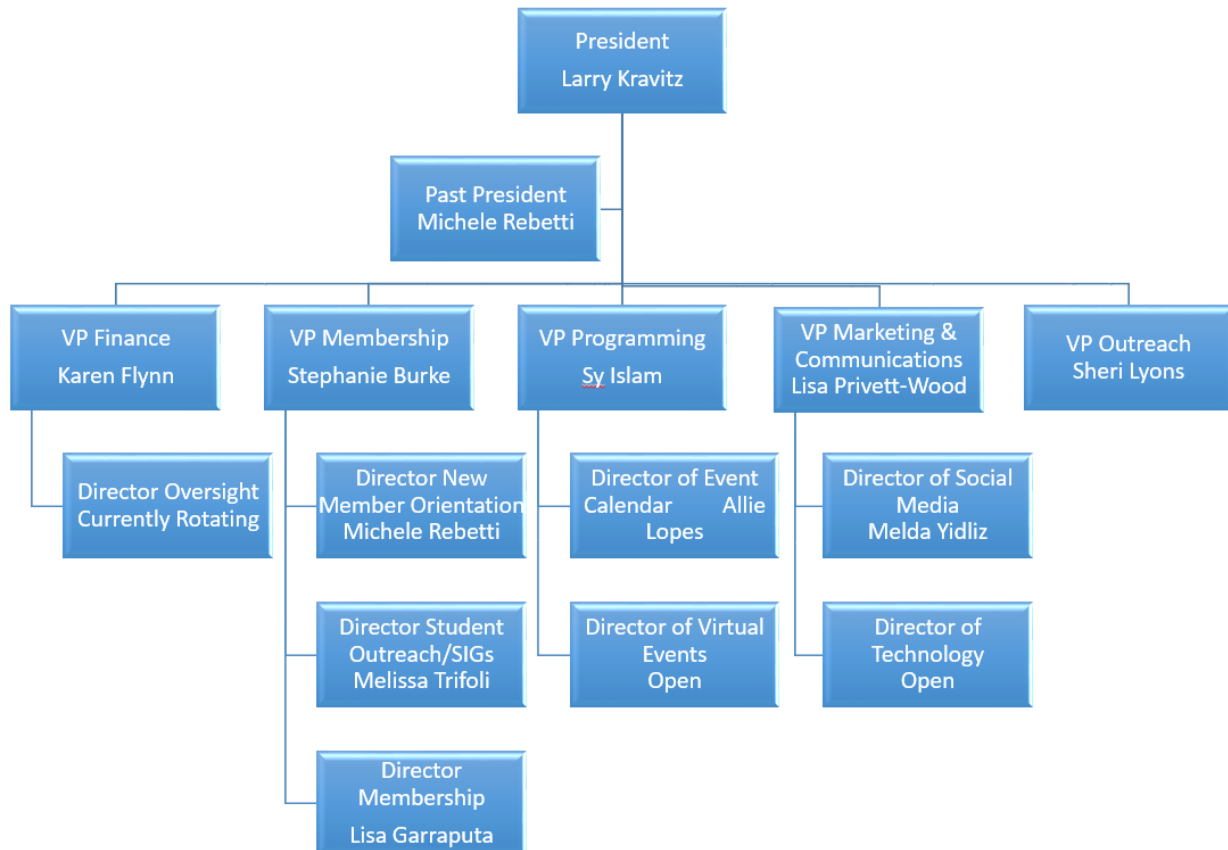 President
Larry Kravitz
Past President
Michele Rebetti
VP Finance
Karen Flynn
VP Membership
Stephanie Burke
VP Programming
Sy Islam
VP Marketing &
Communications
Lisa Privett-Wood
VP Outreach
Sheri Lyons
Director Oversight
Currently Rotating
Director New
Member Orientation
Michele Rebetti
Director of Event
Calendar Allie
Lopes
Director of Social
Media
Melda Yidliz
Director Student
Outreach/SIGs
Melissa Trifoli
Director of Virtual
Events
Open
Director of
Technology
Open
Director
Membership
Lisa Garraputa